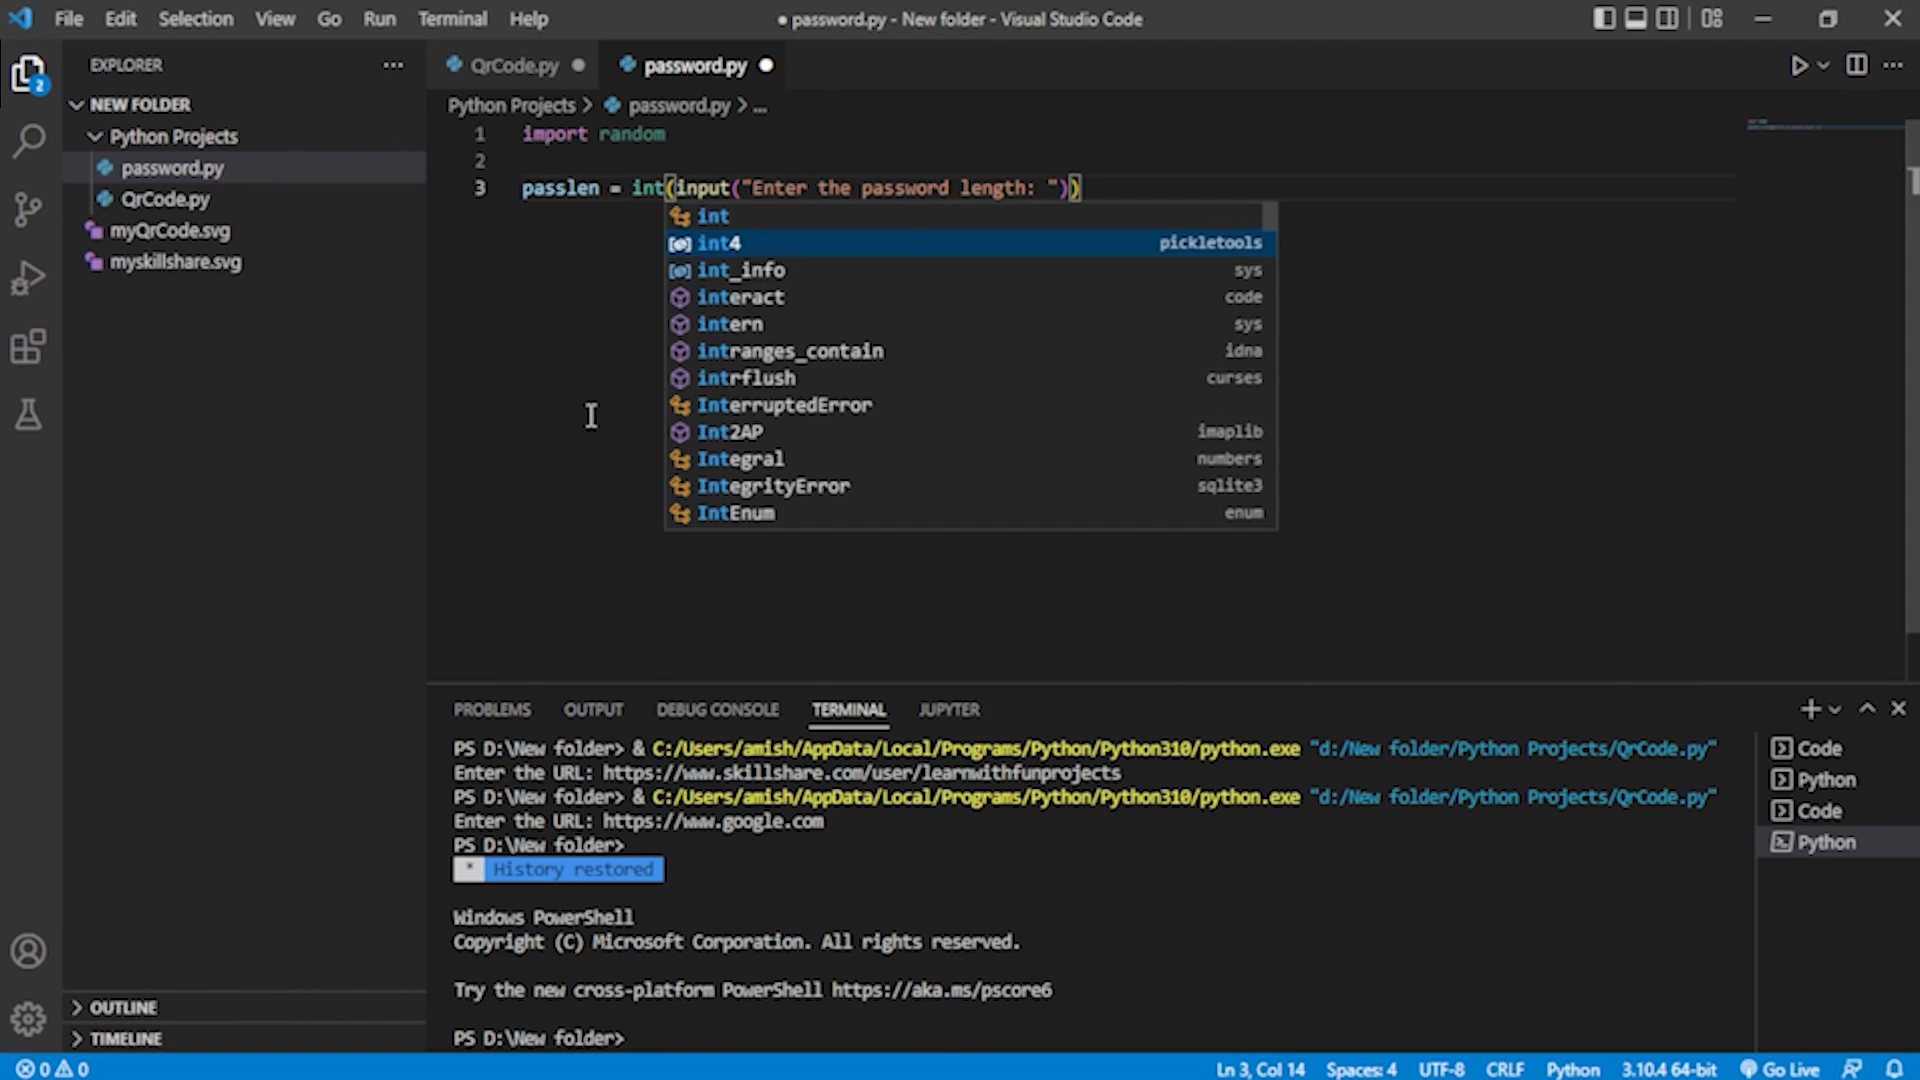 File Edit Selection View Go Run Terminal Help
● password.py - New folder - Visual Studio Code
EXPLORER
2
NEW FOLDER
Python Projects
password.py
QrCode.py
myQrCode.svg
myskillshare.svg
OUTLINE
TIMELINE
QrCode.py ● password.py ●
Python Projects > password.py > ...
1 import random
2
3 passlen = int(input("Enter the password length: "))
int
int4 pickletools
int_info sys
interact code
intern sys
intranges_contain idna
intrflush curses
InterruptedError
Int2AP imaplib
Integral numbers
IntegrityError sqlite3
IntEnum enum
PROBLEMS OUTPUT DEBUG CONSOLE TERMINAL JUPYTER
PS D:\New folder> & C:/Users/amish/AppData/Local/Programs/Python/Python310/python.exe "d:/New folder/Python Projects/QrCode.py"
Enter the URL: https://www.skillshare.com/user/learnwithfunprojects
PS D:\New folder> & C:/Users/amish/AppData/Local/Programs/Python/Python310/python.exe "d:/New folder/Python Projects/QrCode.py"
Enter the URL: https://www.google.com
PS D:\New folder>
* History restored
Windows PowerShell
Copyright (C) Microsoft Corporation. All rights reserved.
Try the new cross-platform PowerShell https://aka.ms/pscore6
PS D:\New folder>
Code
Python
Code
Python
0 0
Ln 3, Col 14 Spaces: 4 UTF-8 CRLF Python 3.10.4 64-bit Go Live